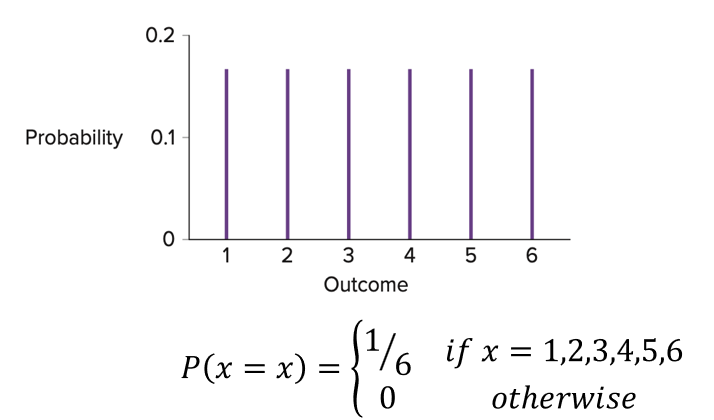 0.2
Probability 0.1
0
1 2 3 4 5 6
Outcome
P(x = x) = {1/6 if x = 1,2,3,4,5,6
0 otherwise